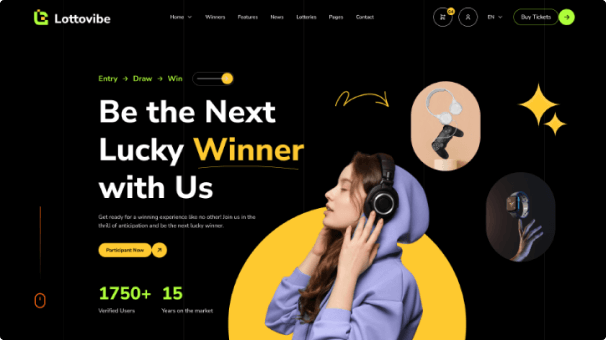 Lottovibe
Home Winners Features News Lotteries Pages Contact
04
EN
Buy Tickets
Entry → Draw → Win
Be the Next
Lucky Winner
with Us
Get ready for a winning experience like no other! Join us in the
thrill of anticipation and be the next lucky winner.
Participant Now
1750+ 15
Verified Users Years on the market